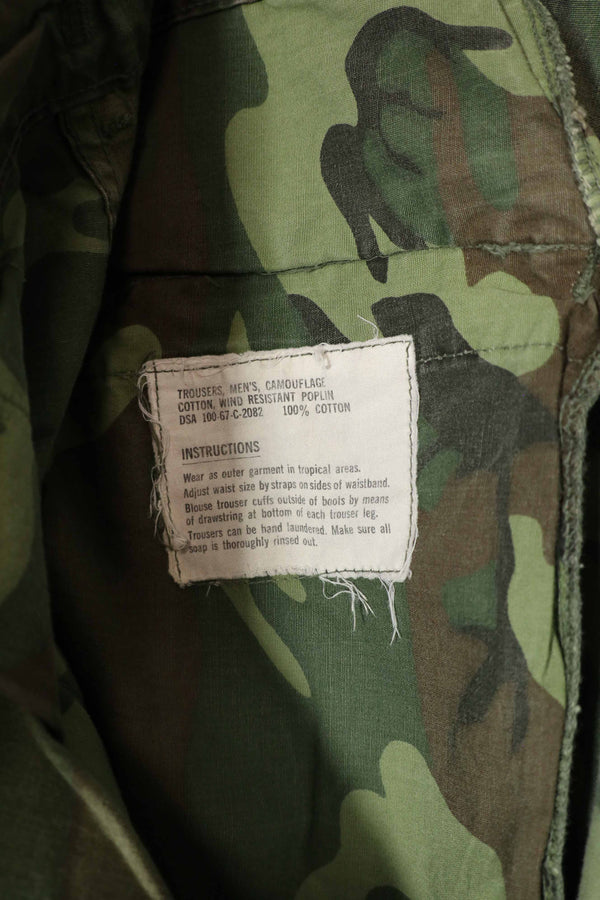 TROUSERS, MEN'S, CAMOUFLAGE
COTTON, WIND RESISTANT POPLIN
DSA 100-67-C-2082 100% COTTON
INSTRUCTIONS
Wear as outer garment in tropical areas.
Adjust waist size by straps on sides of waistband.
Blouse trouser cuffs outside of boots by means
of drawstring at bottom of each trouser leg.
Trousers can be hand laundered. Make sure all
soap is thoroughly rinsed out.